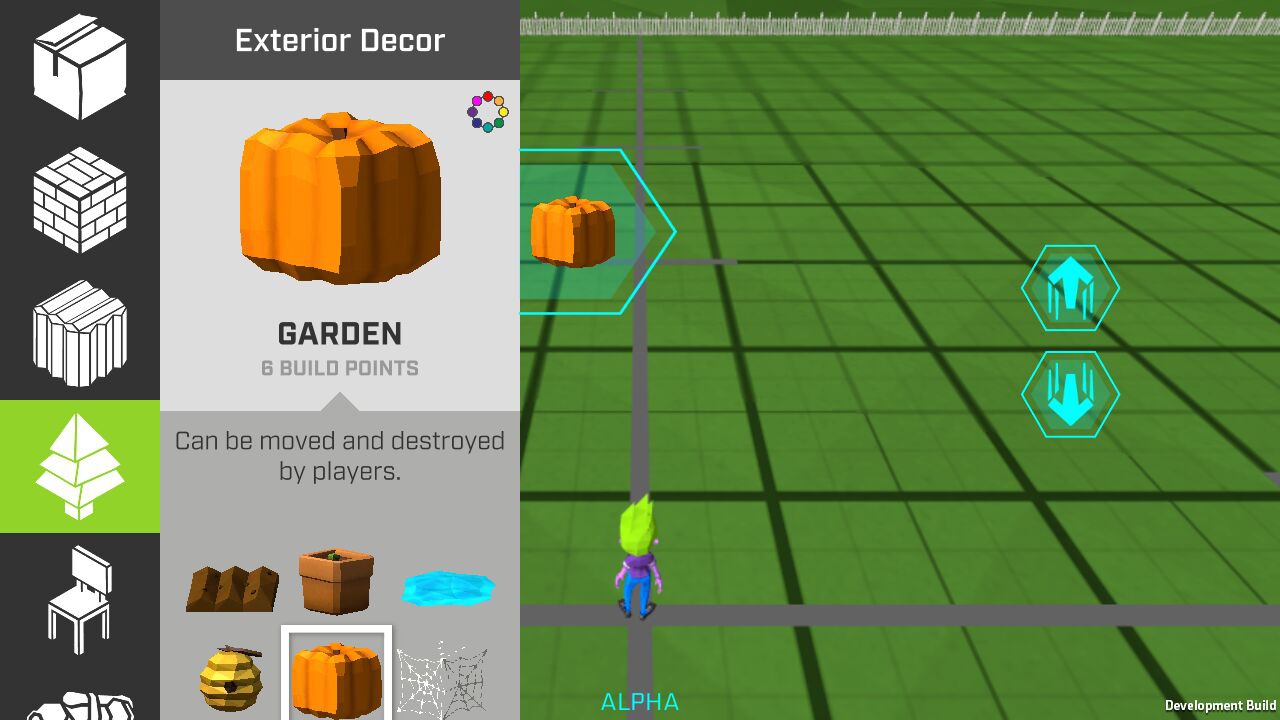 Exterior Decor
GARDEN
6 BUILD POINTS
Can be moved and destroyed
by players.
ALPHA
Development Build